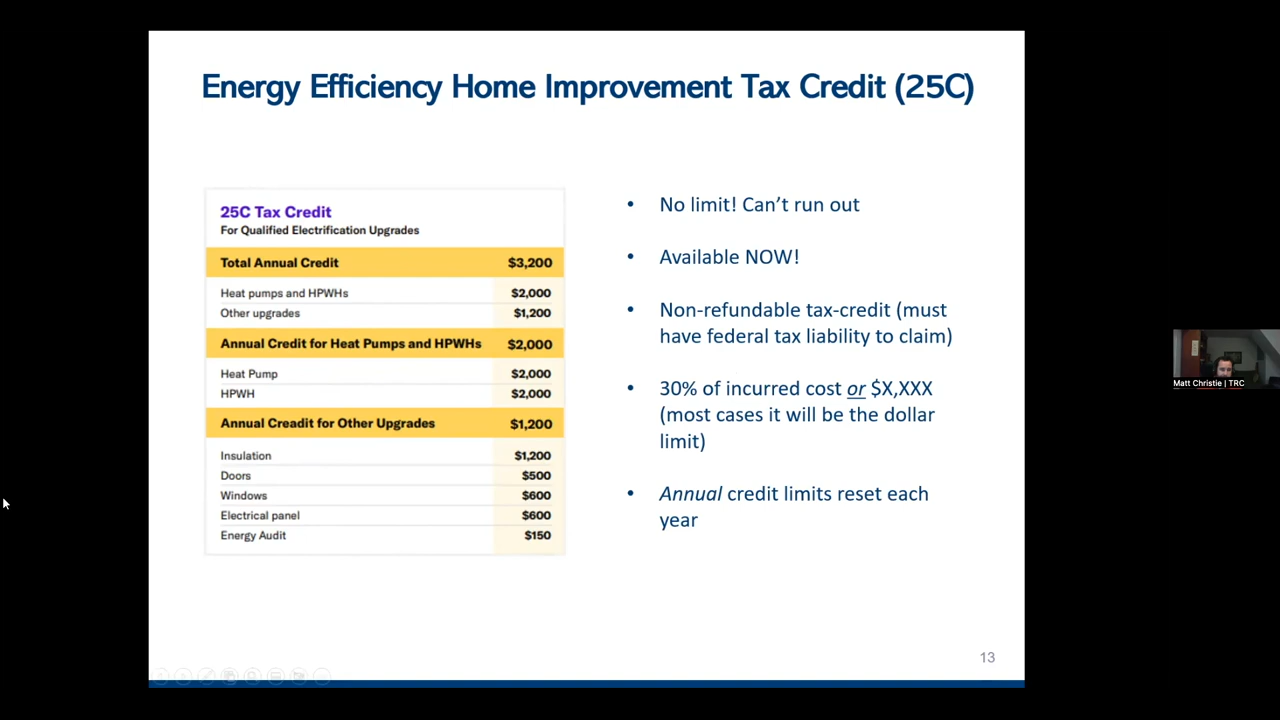 Energy Efficiency Home Improvement Tax Credit (25C)
25C Tax Credit
For Qualified Electrification Upgrades
Total Annual Credit $3,200
Heat pumps and HPWHs $2,000
Other upgrades $1,200
Annual Credit for Heat Pumps and HPWHs $2,000
Heat Pump $2,000
HPWH $2,000
Annual Creadit for Other Upgrades $1,200
Insulation $1,200
Doors $500
Windows $600
Electrical panel $600
Energy Audit $150
• No limit! Can’t run out
• Available NOW!
• Non-refundable tax-credit (must
have federal tax liability to claim)
• 30% of incurred cost or $X,XXX
(most cases it will be the dollar
limit)
• Annual credit limits reset each
year
13
Matt Christie | TRC